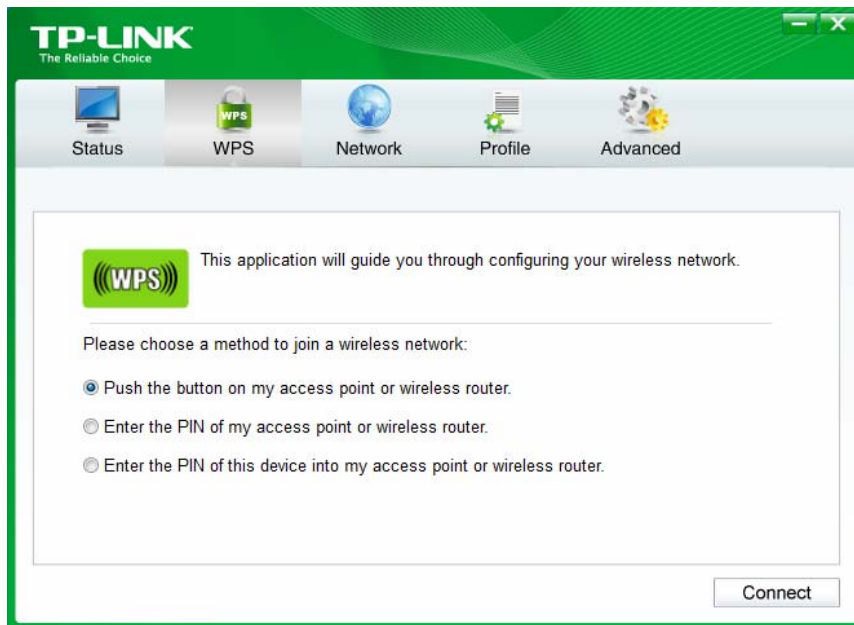 TP-LINK
The Reliable Choice
Status WPS Network Profile Advanced
WPS
(((WPS))) This application will guide you through configuring your wireless network.
Please choose a method to join a wireless network:
Push the button on my access point or wireless router.
Enter the PIN of my access point or wireless router.
Enter the PIN of this device into my access point or wireless router.
Connect